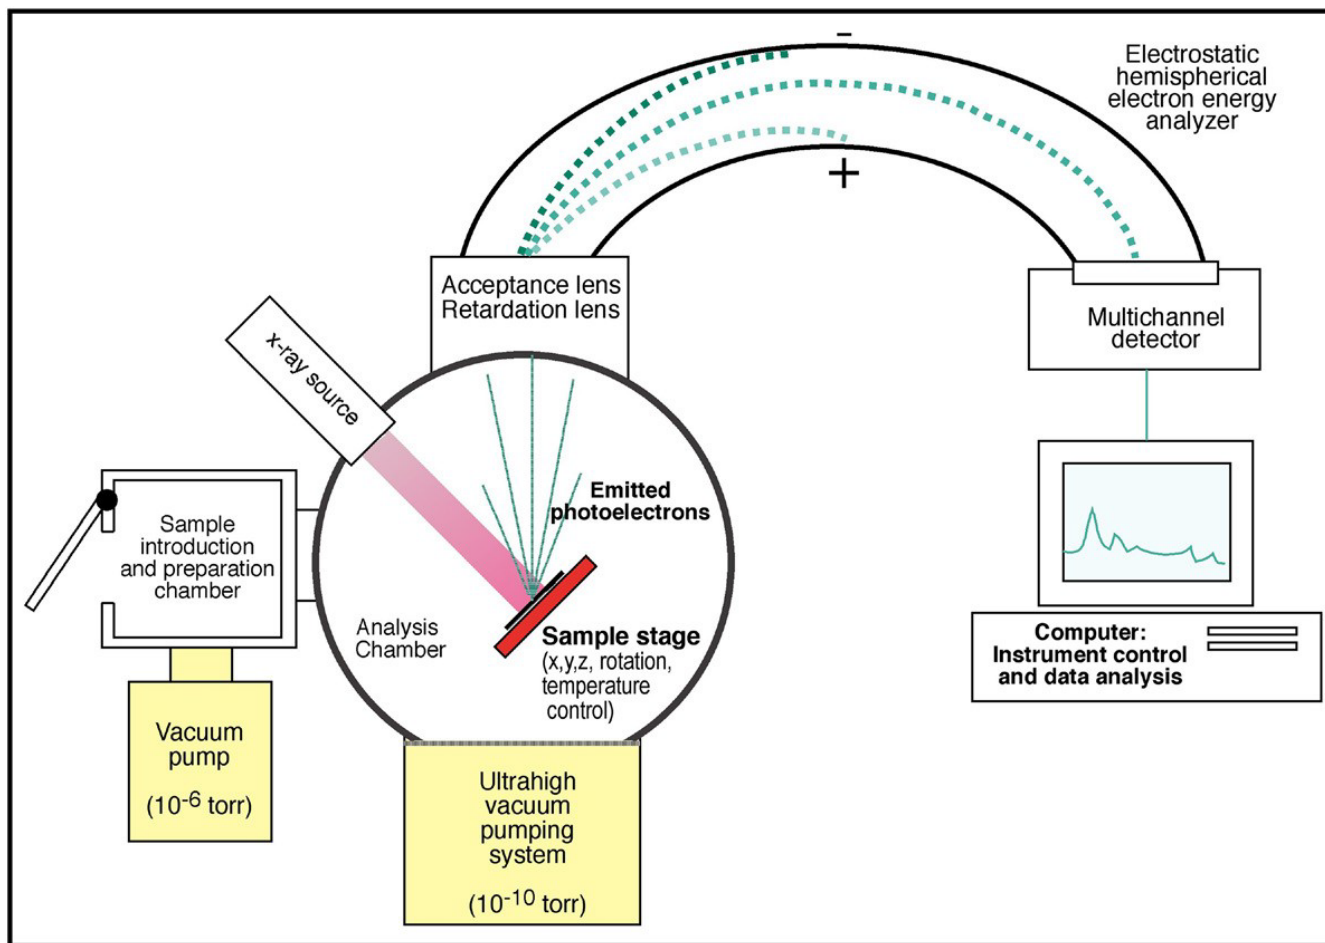 -
Electrostatic
hemispherical
electron energy
analyzer
+
Acceptance lens
Retardation lens
Multichannel
detector
x-ray source
Emitted
photoelectrons
Sample
introduction
and preparation
chamber
Analysis
Chamber
Sample stage
(x,y,z, rotation,
temperature
control)
Computer:
Instrument control
and data analysis
Vacuum
pump
(10⁻⁶ torr)
Ultrahigh
vacuum
pumping
system
(10⁻¹⁰ torr)